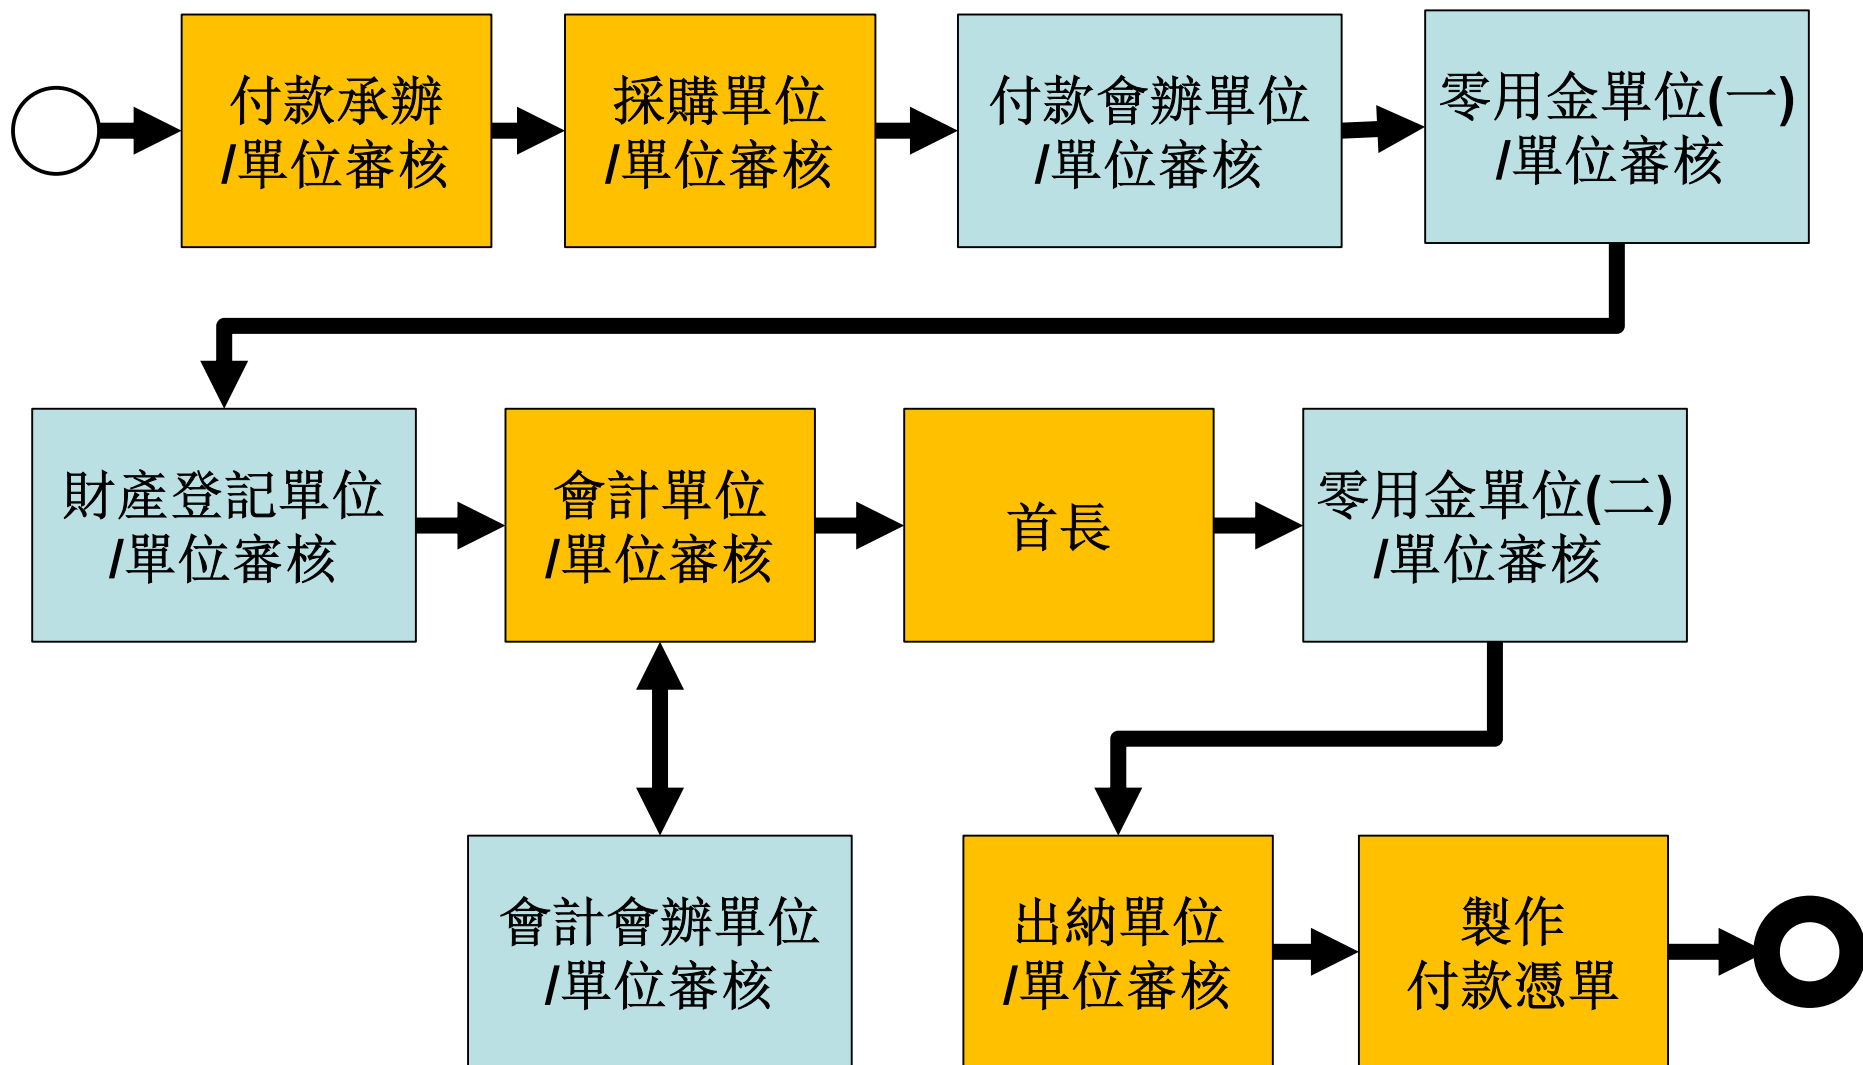 付款承辦
/單位審核
採購單位
/單位審核
付款會辦單位
/單位審核
零用金單位(一)
/單位審核
財產登記單位
/單位審核
會計單位
/單位審核
首長
零用金單位(二)
/單位審核
會計會辦單位
/單位審核
出納單位
/單位審核
製作
付款憑單